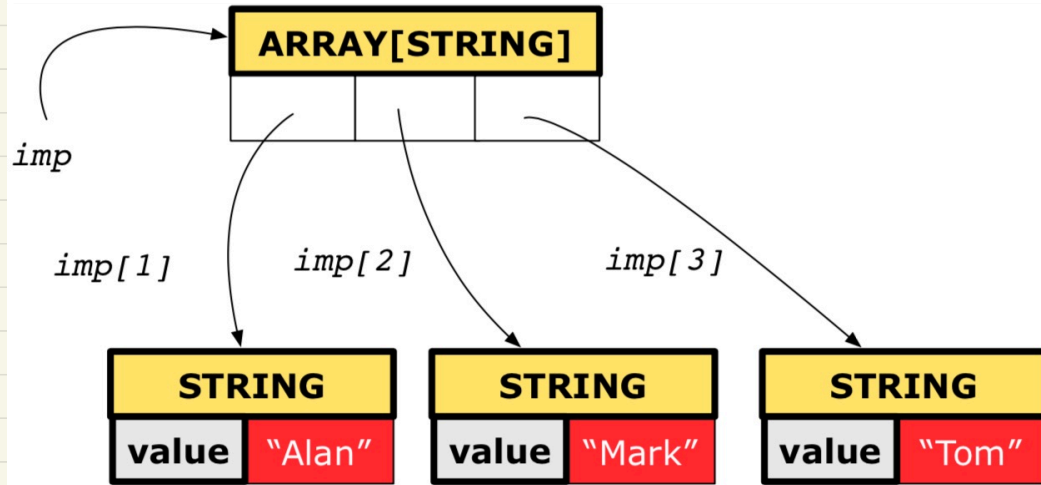 ARRAY[STRING]
imp
imp[1] imp[2] imp[3]
STRING STRING STRING
value “Alan” value “Mark” value “Tom”